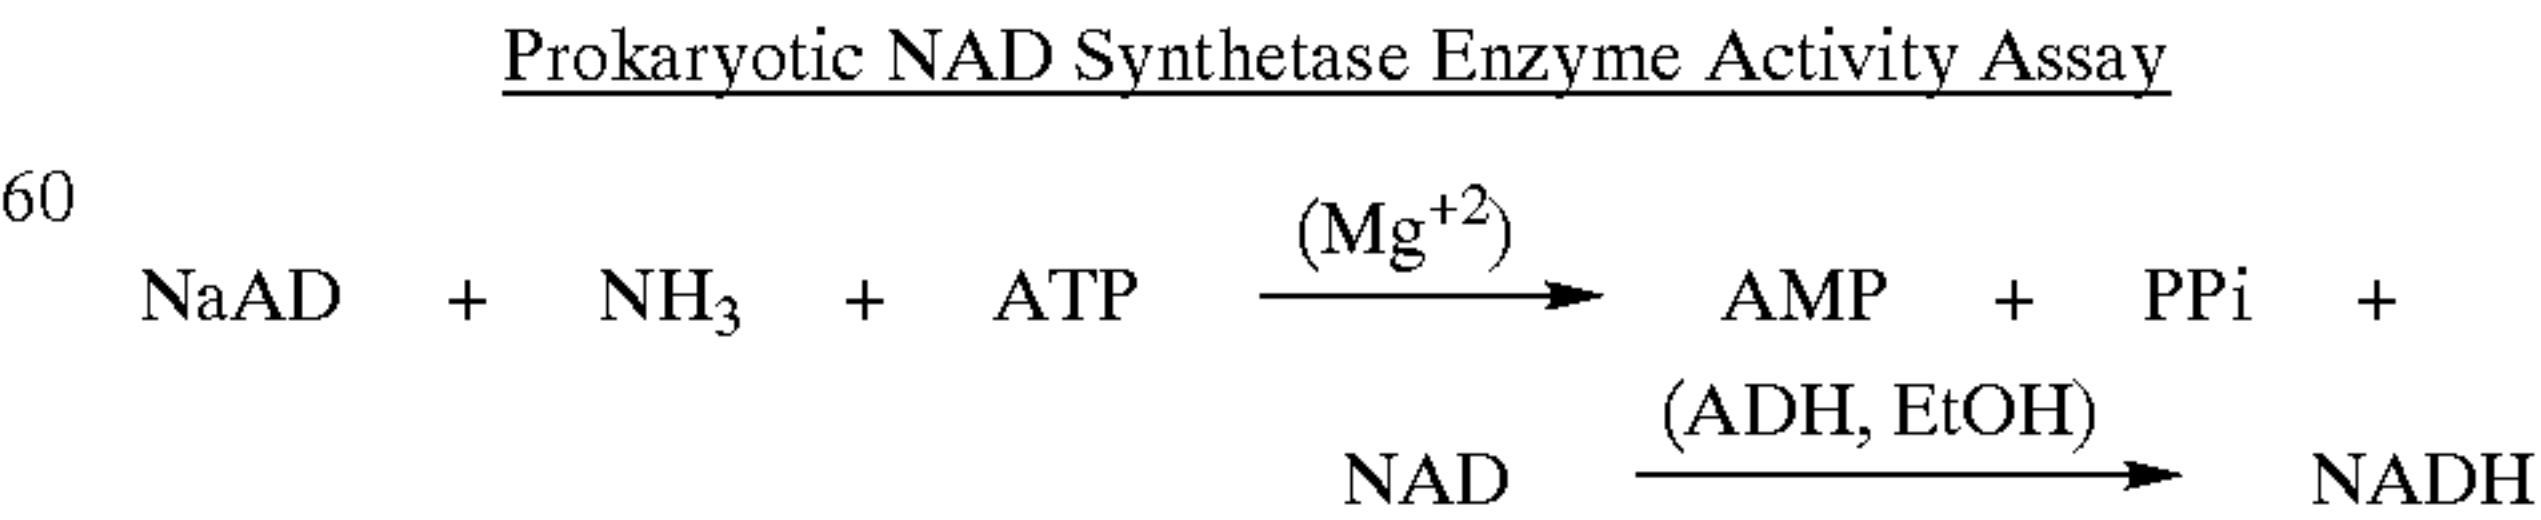 Prokaryotic NAD Synthetase Enzyme Activity Assay
60
(Mg+2)
NaAD + NH3 + ATP AMP + PPi +
(ADH, EtOH)
NAD NADH